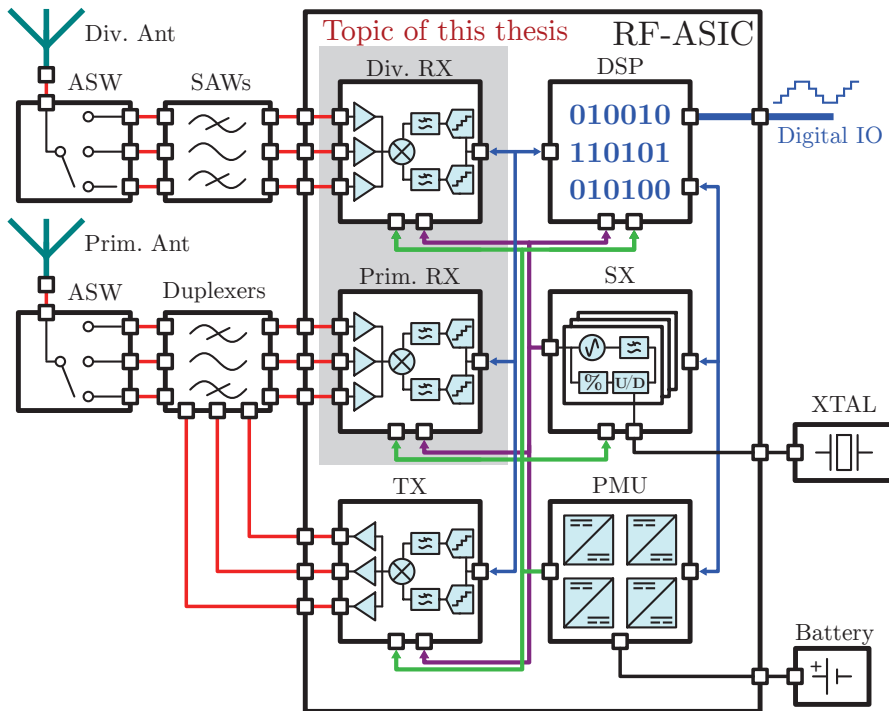 Topic of this thesis
RF-ASIC
Div. Ant
ASW
SAWs
Div. RX
DSP
010010
110101
010100
Digital IO
Prim. Ant
ASW
Duplexers
Prim. RX
SX
%
U/D
XTAL
TX
PMU
Battery
+